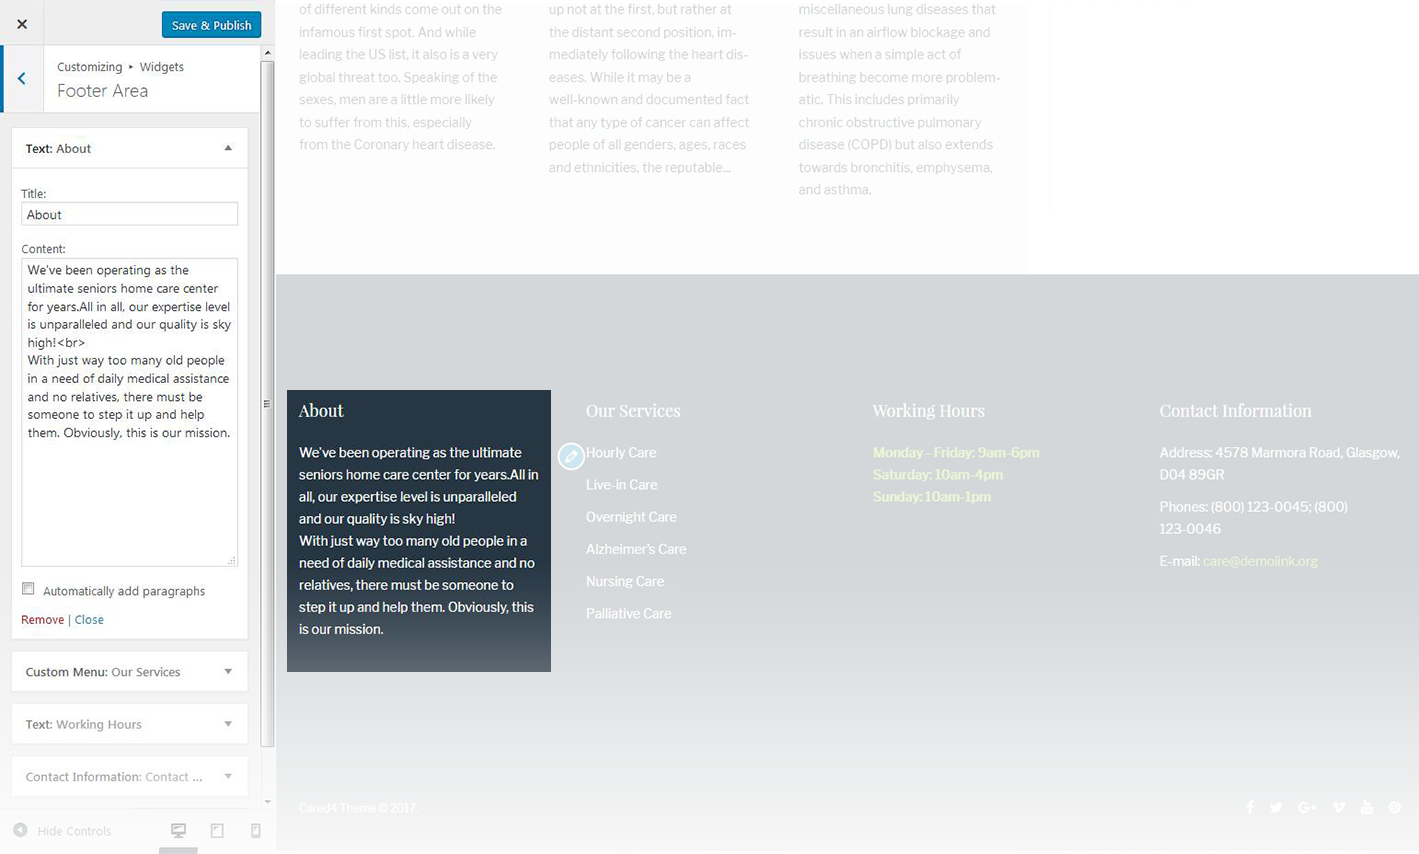 Save & Publish
Customizing ▸ Widgets
Footer Area
Text: About
Title:
About
Content:
We've been operating as the
ultimate seniors home care center
for years.All in all, our expertise level
is unparalleled and our quality is sky
high!<br>
With just way too many old people
in a need of daily medical assistance
and no relatives, there must be
someone to step it up and help
them. Obviously, this is our mission.
Automatically add paragraphs
Remove | Close
Custom Menu: Our Services
Text: Working Hours
Contact Information: Contact ...
Hide Controls
of different kinds come out on the
infamous first spot. And while
leading the US list, it also is a very
global threat too. Speaking of the
sexes, men are a little more likely
to suffer from this, especially
from the Coronary heart disease.
up not at the first, but rather at
the distant second position, im-
mediately following the heart dis-
eases. While it may be a
well-known and documented fact
that any type of cancer can affect
people of all genders, ages, races
and ethnicities, the reputable...
miscellaneous lung diseases that
result in an airflow blockage and
issues when a simple act of
breathing become more problem-
atic. This includes primarily
chronic obstructive pulmonary
disease (COPD) but also extends
towards bronchitis, emphysema,
and asthma.
About
We've been operating as the ultimate
seniors home care center for years.All in
all, our expertise level is unparalleled
and our quality is sky high!
With just way too many old people in a
need of daily medical assistance and no
relatives, there must be someone to
step it up and help them. Obviously, this
is our mission.
Our Services
Hourly Care
Live-in Care
Overnight Care
Alzheimer's Care
Nursing Care
Palliative Care
Working Hours
Monday - Friday: 9am-6pm
Saturday: 10am-4pm
Sunday: 10am-1pm
Contact Information
Address: 4578 Marmora Road, Glasgow,
D04 89GR
Phones: (800) 123-0045; (800)
123-0046
E-mail: care@demolink.org
Cared4 Theme © 2017.